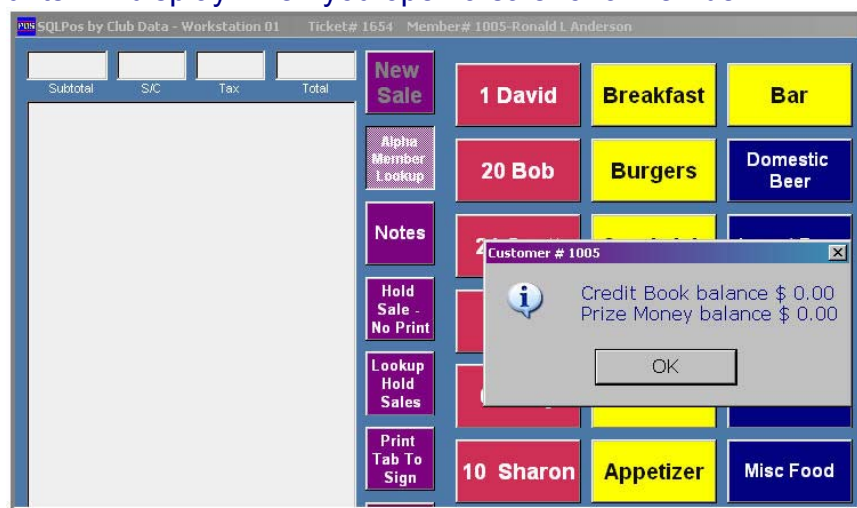 SQLPos by Club Data - Workstation 01 Ticket# 1654 Member# 1005-Ronald L Anderson
Subtotal S/C Tax Total
New
Sale
Alpha
Member
Lookup
Notes
Hold
Sale -
No Print
Lookup
Hold
Sales
Print
Tab To
Sign
1 David
Breakfast
Bar
20 Bob
Burgers
Domestic
Beer
Customer # 1005
Credit Book balance $ 0.00
Prize Money balance $ 0.00
OK
10 Sharon
Appetizer
Misc Food